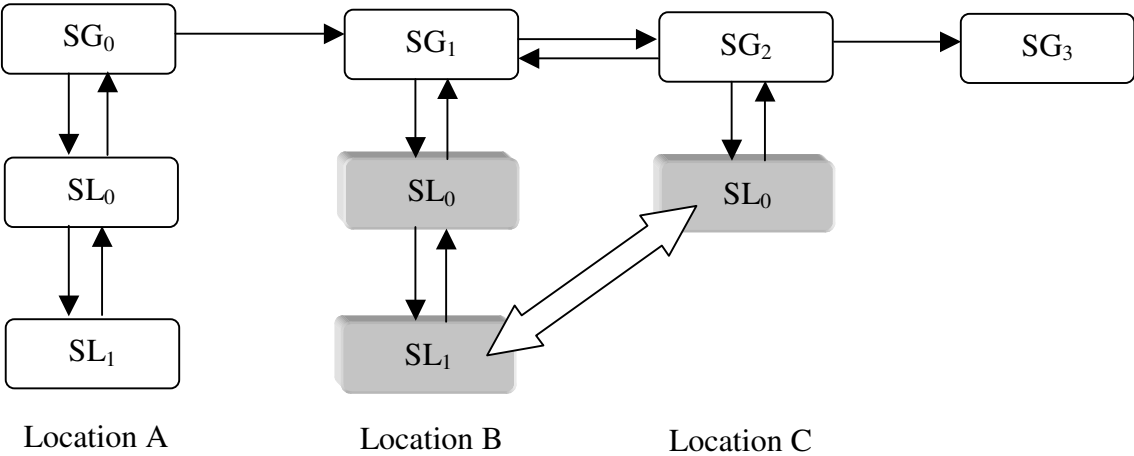 SG₀
SG₁
SG₂
SG₃
SL₀
SL₀
SL₀
SL₁
SL₁
Location A
Location B
Location C